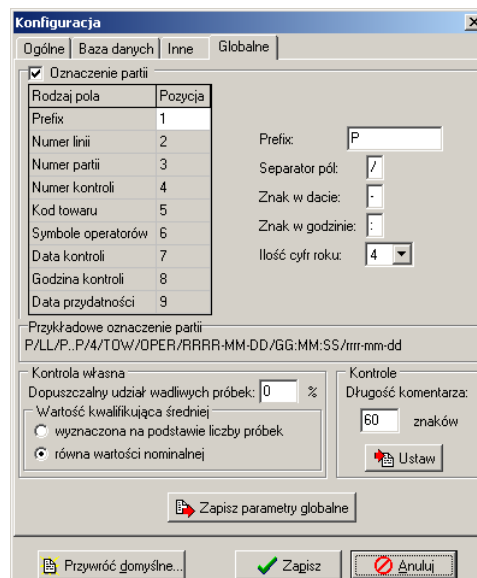 Konfiguracja
Ogólne Baza danych Inne Globalne
Oznaczenie partii
Rodzaj pola Pozycja
Prefix 1
Numer linii 2
Numer partii 3
Numer kontroli 4
Kod towaru 5
Symbole operatorów 6
Data kontroli 7
Godzina kontroli 8
Data przydatności 9
Prefix: P
Separator pól: /
Znak w dacie: -
Znak w godzinie: :
Ilość cyfr roku: 4
Przykładowe oznaczenie partii
P/LL/P..P/4/TOW/OPER/RRRR-MM-DD/GG:MM:SS/rrrr-mm-dd
Kontrola własna
Dopuszczalny udział wadliwych próbek: 0 %
Wartość kwalifikująca średniej
wyznaczona na podstawie liczby próbek
równa wartości nominalnej
Kontrole
Długość komentarza:
60 znaków
Ustaw
Zapisz parametry globalne
Przywróć domyślne... Zapisz Anuluj